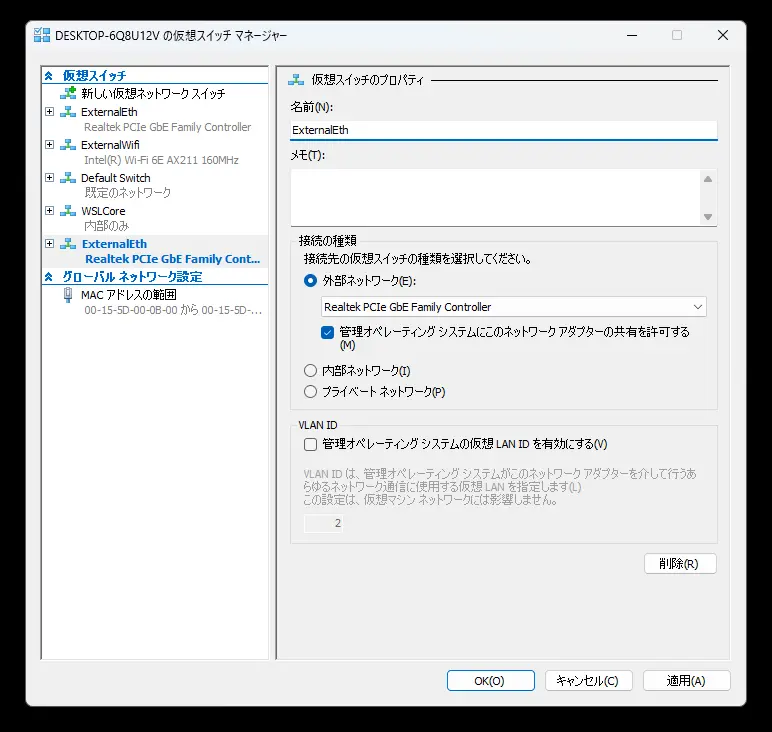 DESKTOP-6Q8U12V の仮想スイッチ マネージャー
仮想スイッチ
新しい仮想ネットワーク スイッチ
ExternalEth
Realtek PCIe GbE Family Controller
ExternalWifi
Intel(R) Wi-Fi 6E AX211 160MHz
Default Switch
既定のネットワーク
WSLCore
内部のみ
ExternalEth
Realtek PCIe GbE Family Cont...
グローバル ネットワーク設定
MAC アドレスの範囲
00-15-5D-00-0B-00 から 00-15-5D-...
仮想スイッチのプロパティ
名前(N):
ExternalEth
メモ(T):
接続の種類
接続先の仮想スイッチの種類を選択してください。
外部ネットワーク(E):
Realtek PCIe GbE Family Controller
管理オペレーティング システムにこのネットワーク アダプターの共有を許可する
(M)
内部ネットワーク(I)
プライベート ネットワーク(P)
VLAN ID
管理オペレーティング システムの仮想 LAN ID を有効にする(V)
VLAN ID は、管理オペレーティング システムがこのネットワーク アダプターを介して行うあ
らゆるネットワーク通信に使用する仮想 LAN を指定します(L)
この設定は、仮想マシン ネットワークには影響しません。
2
削除(R)
OK(O)
キャンセル(C)
適用(A)